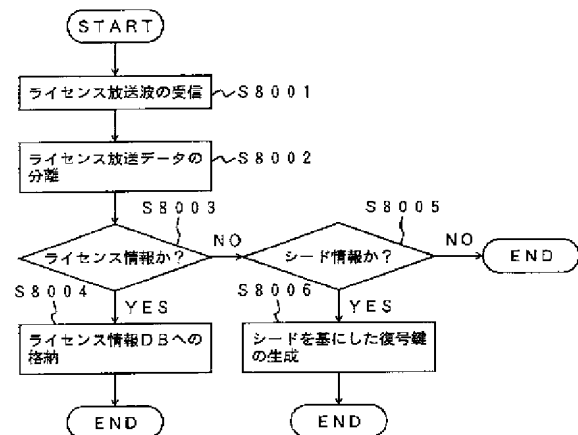 START
ライセンス放送波の受信
S8001
ライセンス放送データの
分離
S8002
S8003
ライセンス情報か?
NO
S8005
シード情報か?
NO
END
S8004
YES
ライセンス情報DBへの
格納
END
S8006
YES
シードを基にした復号鍵
の生成
END